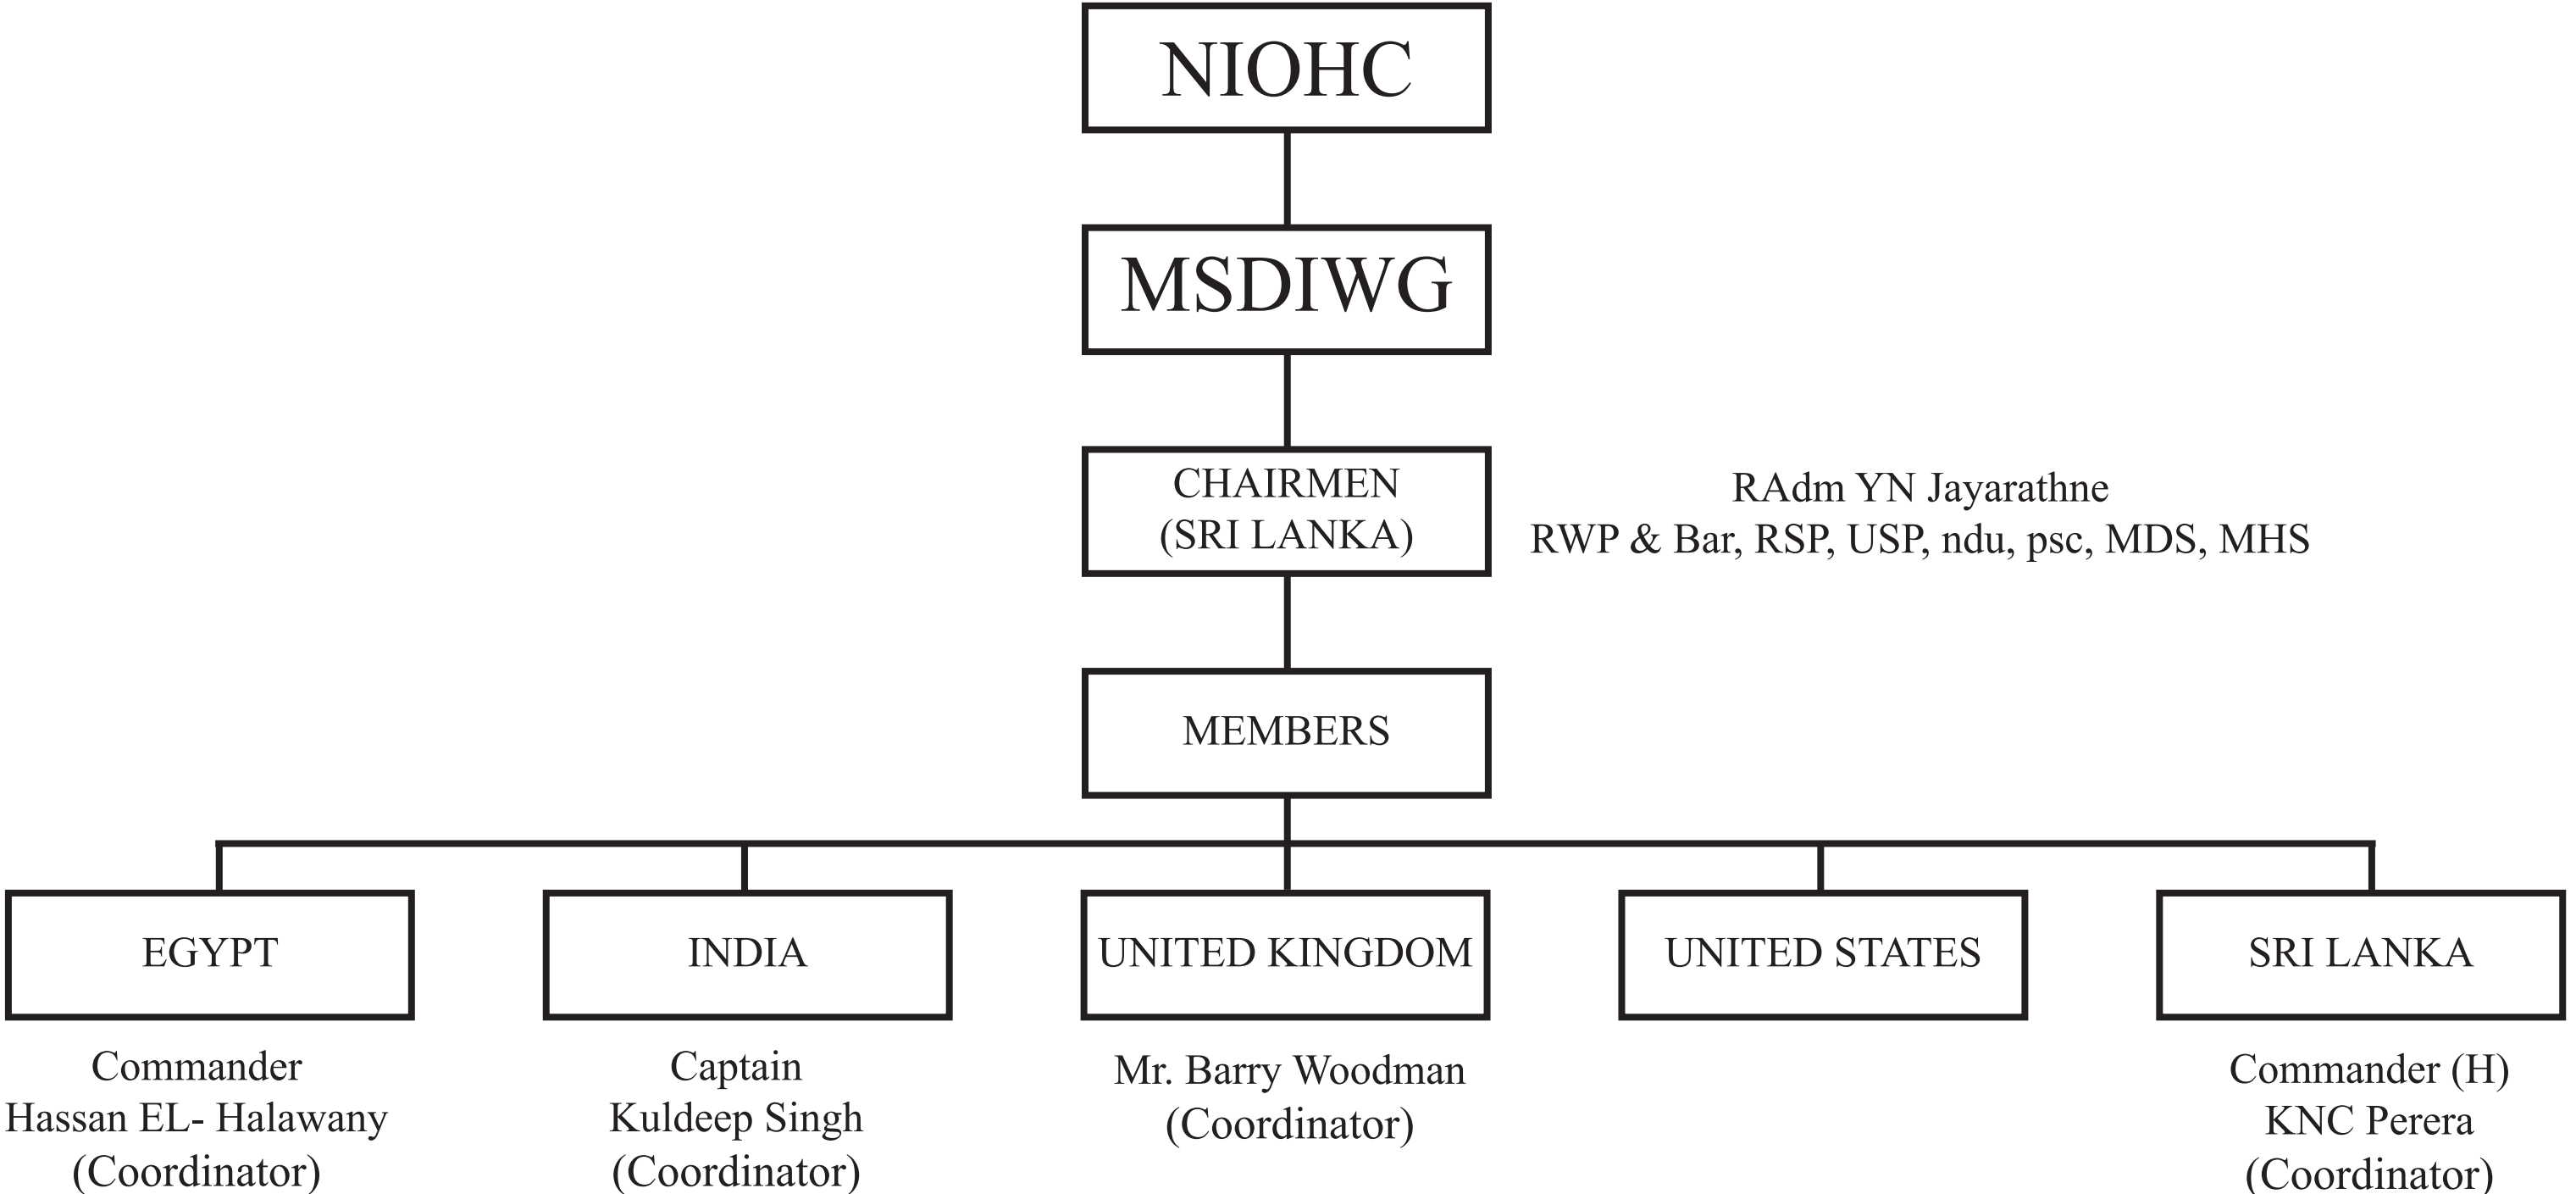 NIOHC
MSDIWG
CHAIRMEN
(SRI LANKA)
RAdm YN Jayarathne
RWP & Bar, RSP, USP, ndu, psc, MDS, MHS
MEMBERS
EGYPT
INDIA
UNITED KINGDOM
UNITED STATES
SRI LANKA
Commander
Hassan EL- Halawany
(Coordinator)
Captain
Kuldeep Singh
(Coordinator)
Mr. Barry Woodman
(Coordinator)
Commander (H)
KNC Perera
(Coordinator)